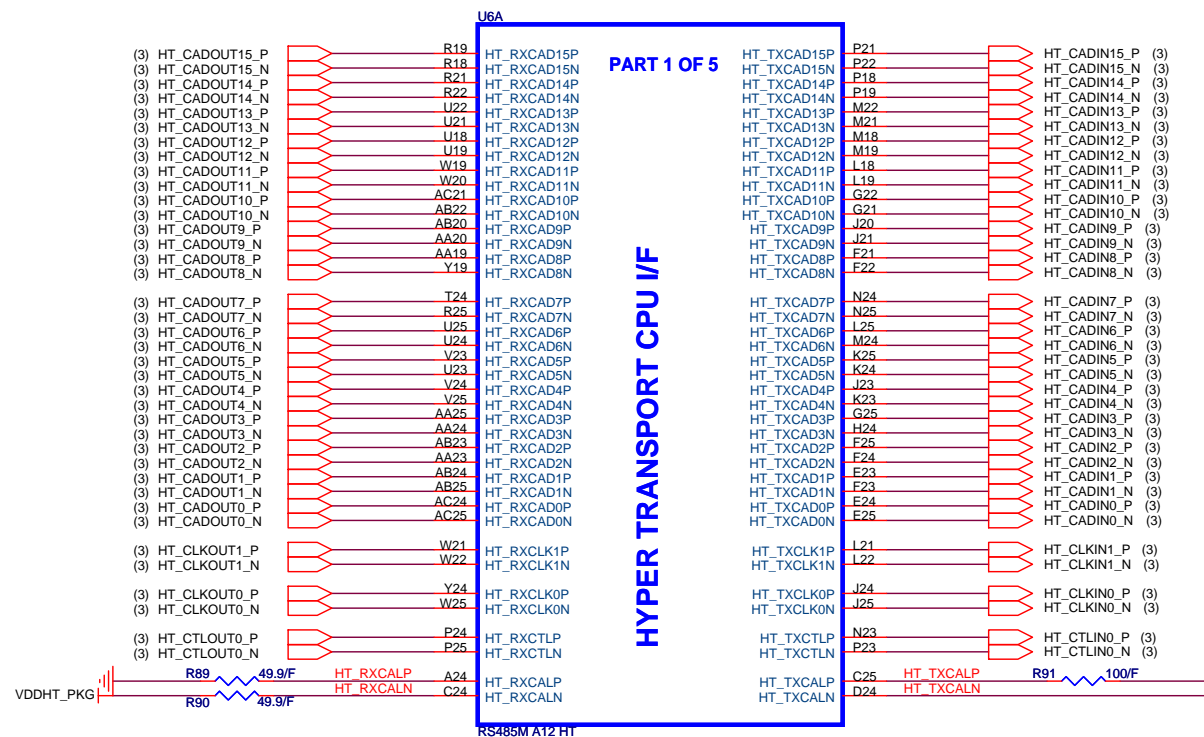 U6A
PART 1 OF 5
HYPER TRANSPORT CPU I/F
(3) HT_CADOUT15_P R19 HT_RXCAD15P HT_TXCAD15P P21 HT_CADIN15_P (3)
(3) HT_CADOUT15_N R18 HT_RXCAD15N HT_TXCAD15N P22 HT_CADIN15_N (3)
(3) HT_CADOUT14_P R21 HT_RXCAD14P HT_TXCAD14P P18 HT_CADIN14_P (3)
(3) HT_CADOUT14_N R22 HT_RXCAD14N HT_TXCAD14N P19 HT_CADIN14_N (3)
(3) HT_CADOUT13_P U22 HT_RXCAD13P HT_TXCAD13P M22 HT_CADIN13_P (3)
(3) HT_CADOUT13_N U21 HT_RXCAD13N HT_TXCAD13N M21 HT_CADIN13_N (3)
(3) HT_CADOUT12_P U18 HT_RXCAD12P HT_TXCAD12P M18 HT_CADIN12_P (3)
(3) HT_CADOUT12_N U19 HT_RXCAD12N HT_TXCAD12N M19 HT_CADIN12_N (3)
(3) HT_CADOUT11_P W19 HT_RXCAD11P HT_TXCAD11P L18 HT_CADIN11_P (3)
(3) HT_CADOUT11_N W20 HT_RXCAD11N HT_TXCAD11N L19 HT_CADIN11_N (3)
(3) HT_CADOUT10_P AC21 HT_RXCAD10P HT_TXCAD10P G22 HT_CADIN10_P (3)
(3) HT_CADOUT10_N AB22 HT_RXCAD10N HT_TXCAD10N G21 HT_CADIN10_N (3)
(3) HT_CADOUT9_P AB20 HT_RXCAD9P HT_TXCAD9P J20 HT_CADIN9_P (3)
(3) HT_CADOUT9_N AA20 HT_RXCAD9N HT_TXCAD9N J21 HT_CADIN9_N (3)
(3) HT_CADOUT8_P AA19 HT_RXCAD8P HT_TXCAD8P F21 HT_CADIN8_P (3)
(3) HT_CADOUT8_N Y19 HT_RXCAD8N HT_TXCAD8N F22 HT_CADIN8_N (3)
(3) HT_CADOUT7_P T24 HT_RXCAD7P HT_TXCAD7P N24 HT_CADIN7_P (3)
(3) HT_CADOUT7_N R25 HT_RXCAD7N HT_TXCAD7N N25 HT_CADIN7_N (3)
(3) HT_CADOUT6_P U25 HT_RXCAD6P HT_TXCAD6P L25 HT_CADIN6_P (3)
(3) HT_CADOUT6_N U24 HT_RXCAD6N HT_TXCAD6N M24 HT_CADIN6_N (3)
(3) HT_CADOUT5_P V23 HT_RXCAD5P HT_TXCAD5P K25 HT_CADIN5_P (3)
(3) HT_CADOUT5_N U23 HT_RXCAD5N HT_TXCAD5N K24 HT_CADIN5_N (3)
(3) HT_CADOUT4_P V24 HT_RXCAD4P HT_TXCAD4P J23 HT_CADIN4_P (3)
(3) HT_CADOUT4_N V25 HT_RXCAD4N HT_TXCAD4N K23 HT_CADIN4_N (3)
(3) HT_CADOUT3_P AA25 HT_RXCAD3P HT_TXCAD3P G25 HT_CADIN3_P (3)
(3) HT_CADOUT3_N AA24 HT_RXCAD3N HT_TXCAD3N H24 HT_CADIN3_N (3)
(3) HT_CADOUT2_P AB23 HT_RXCAD2P HT_TXCAD2P F25 HT_CADIN2_P (3)
(3) HT_CADOUT2_N AA23 HT_RXCAD2N HT_TXCAD2N F24 HT_CADIN2_N (3)
(3) HT_CADOUT1_P AB24 HT_RXCAD1P HT_TXCAD1P E23 HT_CADIN1_P (3)
(3) HT_CADOUT1_N AB25 HT_RXCAD1N HT_TXCAD1N F23 HT_CADIN1_N (3)
(3) HT_CADOUT0_P AC24 HT_RXCAD0P HT_TXCAD0P E24 HT_CADIN0_P (3)
(3) HT_CADOUT0_N AC25 HT_RXCAD0N HT_TXCAD0N E25 HT_CADIN0_N (3)
(3) HT_CLKOUT1_P W21 HT_RXCLK1P HT_TXCLK1P L21 HT_CLKIN1_P (3)
(3) HT_CLKOUT1_N W22 HT_RXCLK1N HT_TXCLK1N L22 HT_CLKIN1_N (3)
(3) HT_CLKOUT0_P Y24 HT_RXCLK0P HT_TXCLK0P J24 HT_CLKIN0_P (3)
(3) HT_CLKOUT0_N W25 HT_RXCLK0N HT_TXCLK0N J25 HT_CLKIN0_N (3)
(3) HT_CTLOUT0_P P24 HT_RXCTLP HT_TXCTLP N23 HT_CTLIN0_P (3)
(3) HT_CTLOUT0_N P25 HT_RXCTLN HT_TXCTLN P23 HT_CTLIN0_N (3)
R89 49.9/F HT_RXCALP A24 HT_RXCALP HT_TXCALP C25 HT_TXCALP R91 100/F
VDDHT_PKG R90 49.9/F HT_RXCALN C24 HT_RXCALN HT_TXCALN D24 HT_TXCALN
RS485M A12 HT